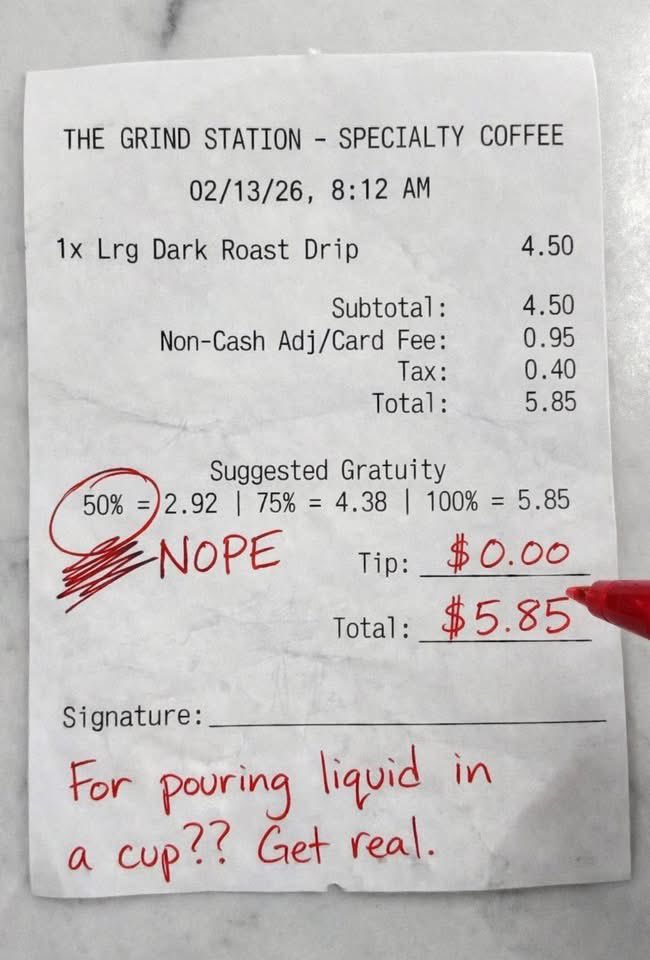 THE GRIND STATION - SPECIALTY COFFEE
02/13/26, 8:12 AM
1x Lrg Dark Roast Drip 4.50
Subtotal: 4.50
Non-Cash Adj/Card Fee: 0.95
Tax: 0.40
Total: 5.85
Suggested Gratuity
50% = 2.92 | 75% = 4.38 | 100% = 5.85
NOPE
Tip: $0.00
Total: $5.85
Signature:
For pouring liquid in
a cup?? Get real.